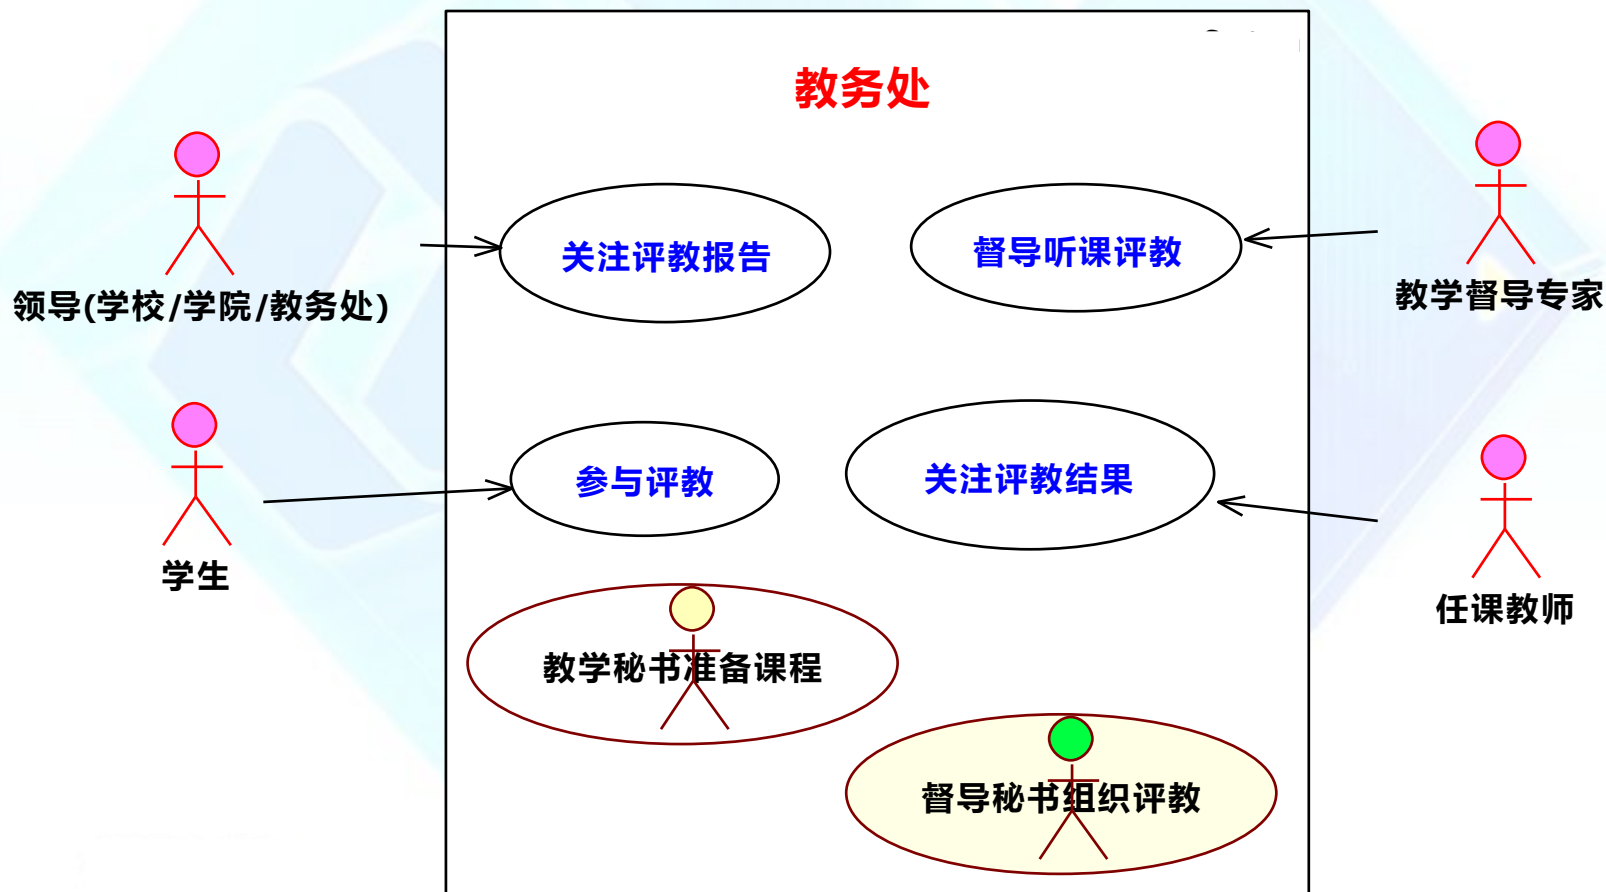 教务处
关注评教报告
督导听课评教
领导(学校/学院/教务处)
教学督导专家
参与评教
关注评教结果
学生
任课教师
教学秘书准备课程
督导秘书组织评教